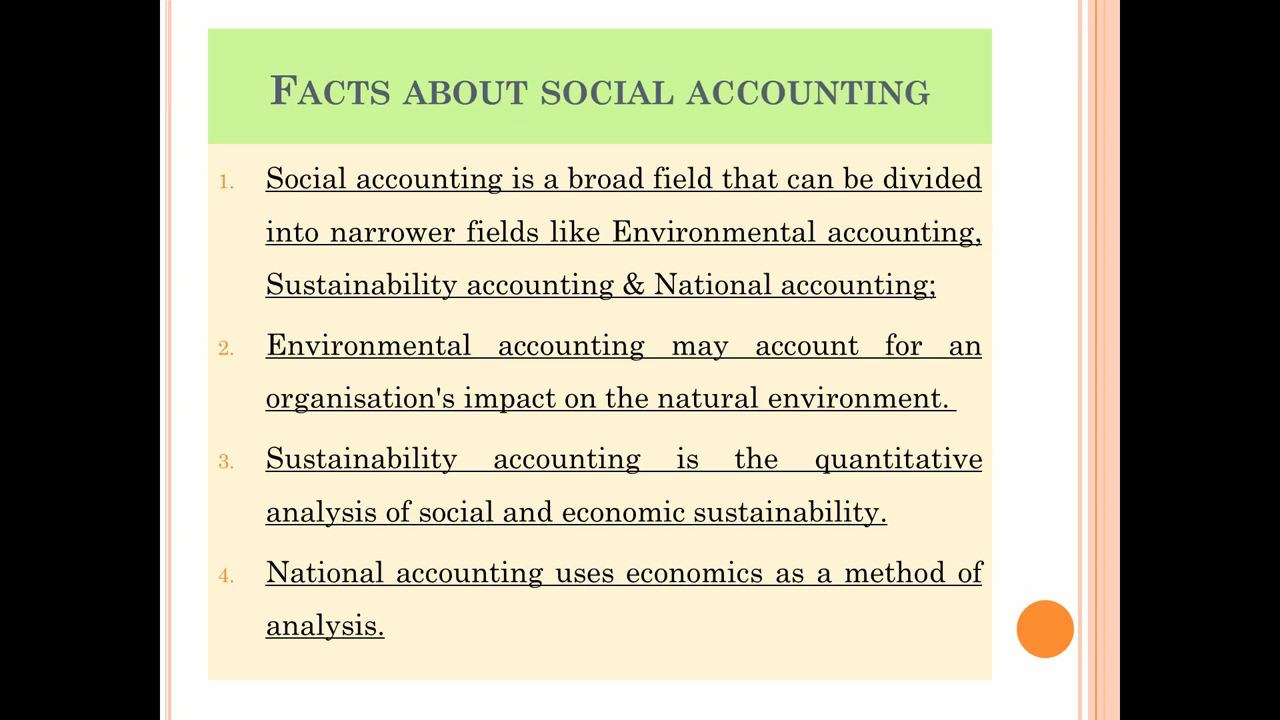 FACTS ABOUT SOCIAL ACCOUNTING
1. Social accounting is a broad field that can be divided
into narrower fields like Environmental accounting,
Sustainability accounting & National accounting;
2. Environmental accounting may account for an
organisation's impact on the natural environment.
3. Sustainability accounting is the quantitative
analysis of social and economic sustainability.
4. National accounting uses economics as a method of
analysis.